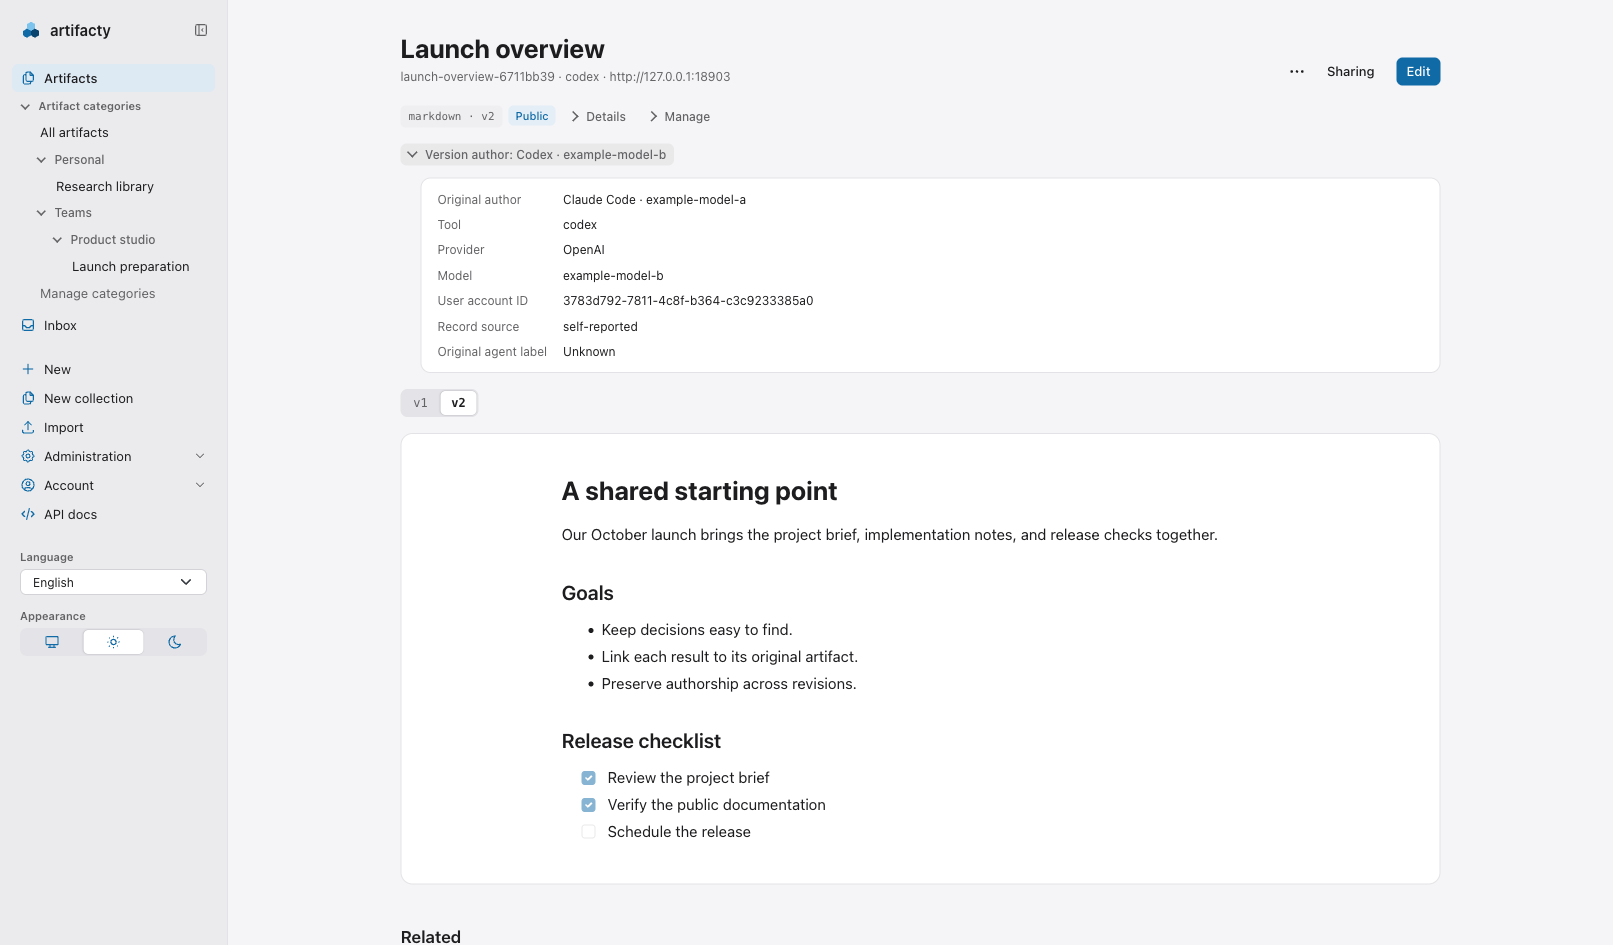 artifacty
Artifacts
Artifact categories
All artifacts
Personal
Research library
Teams
Product studio
Launch preparation
Manage categories
Inbox
New
New collection
Import
Administration
Account
API docs
Language
English
Appearance
Launch overview
launch-overview-6711bb39 · codex · http://127.0.0.1:18903
Sharing
Edit
markdown · v2
Public
Details
Manage
Version author: Codex · example-model-b
Original author Claude Code · example-model-a
Tool codex
Provider OpenAI
Model example-model-b
User account ID 3783d792-7811-4c8f-b364-c3c9233385a0
Record source self-reported
Original agent label Unknown
v1 v2
A shared starting point
Our October launch brings the project brief, implementation notes, and release checks together.
Goals
• Keep decisions easy to find.
• Link each result to its original artifact.
• Preserve authorship across revisions.
Release checklist
Review the project brief
Verify the public documentation
Schedule the release
Related